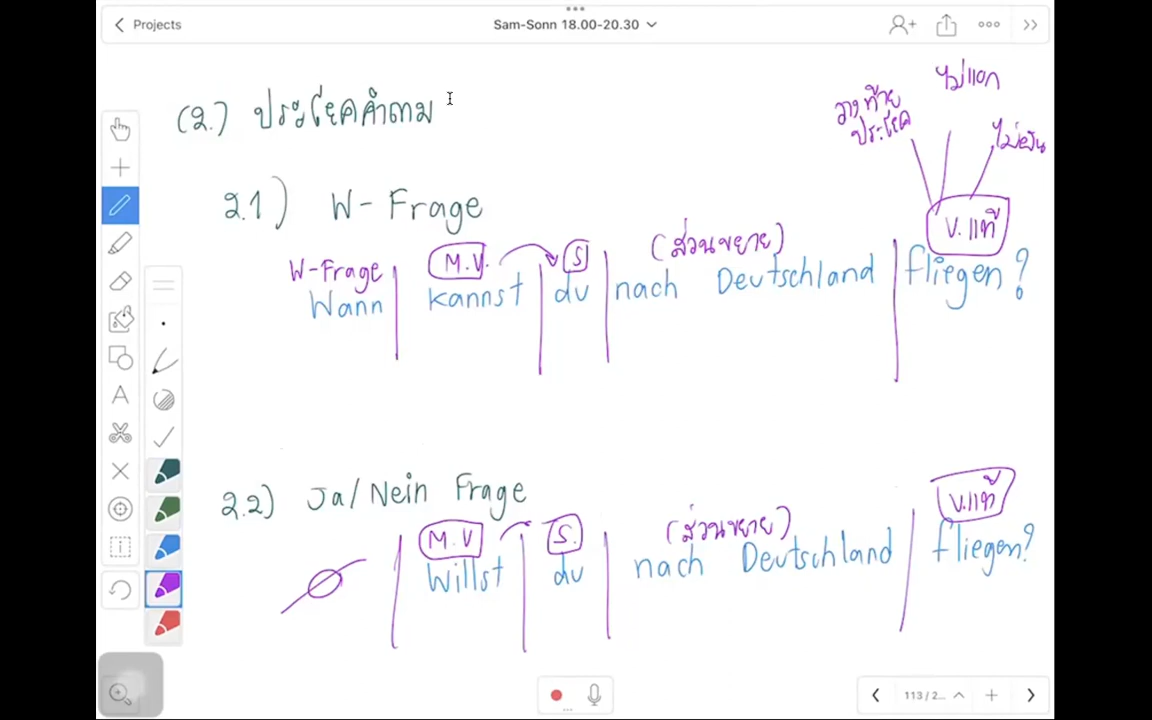 Projects
Sam-Sonn 18.00-20.30
(2.) ประโยคคำถาม
ไม่แยก
วางท้าย
ประโยค
ไม่ผัน
2.1) W-Frage
V.แท้
(ส่วนขยาย)
W-Frage M.V. S
Wann kannst du nach Deutschland fliegen?
2.2) Ja/Nein Frage
V.แท้
(ส่วนขยาย)
M.V S.
Willst du nach Deutschland fliegen?
113/2...